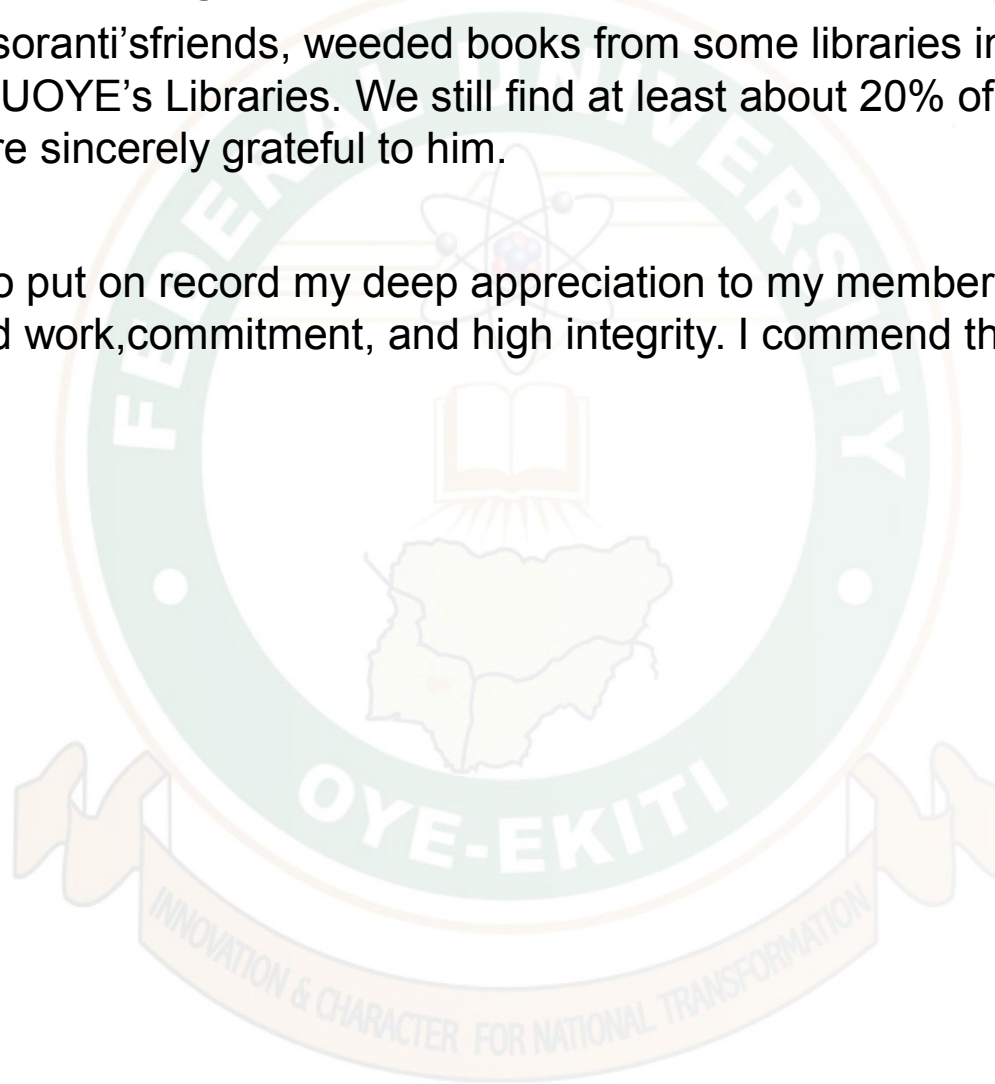 soranti'sfriends, weeded books from some libraries in
UOYE's Libraries. We still find at least about 20% of
re sincerely grateful to him.
o put on record my deep appreciation to my member
d work,commitment, and high integrity. I commend th
FEDERAL UNIVERSITY
OYE-EKITI
INNOVATION & CHARACTER FOR NATIONAL TRANSFORMATION